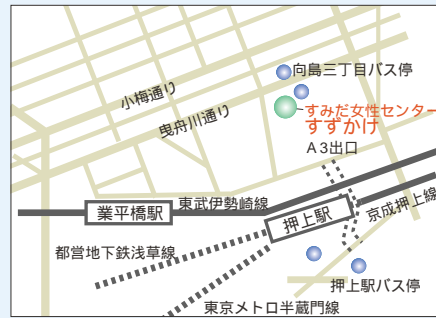 向島三丁目バス停
小梅通り
すみだ女性センター
すずかけ
曳舟川通り
A3出口
業平橋駅
東武伊勢崎線
押上駅
京成押上線
都営地下鉄浅草線
押上駅バス停
東京メトロ半蔵門線